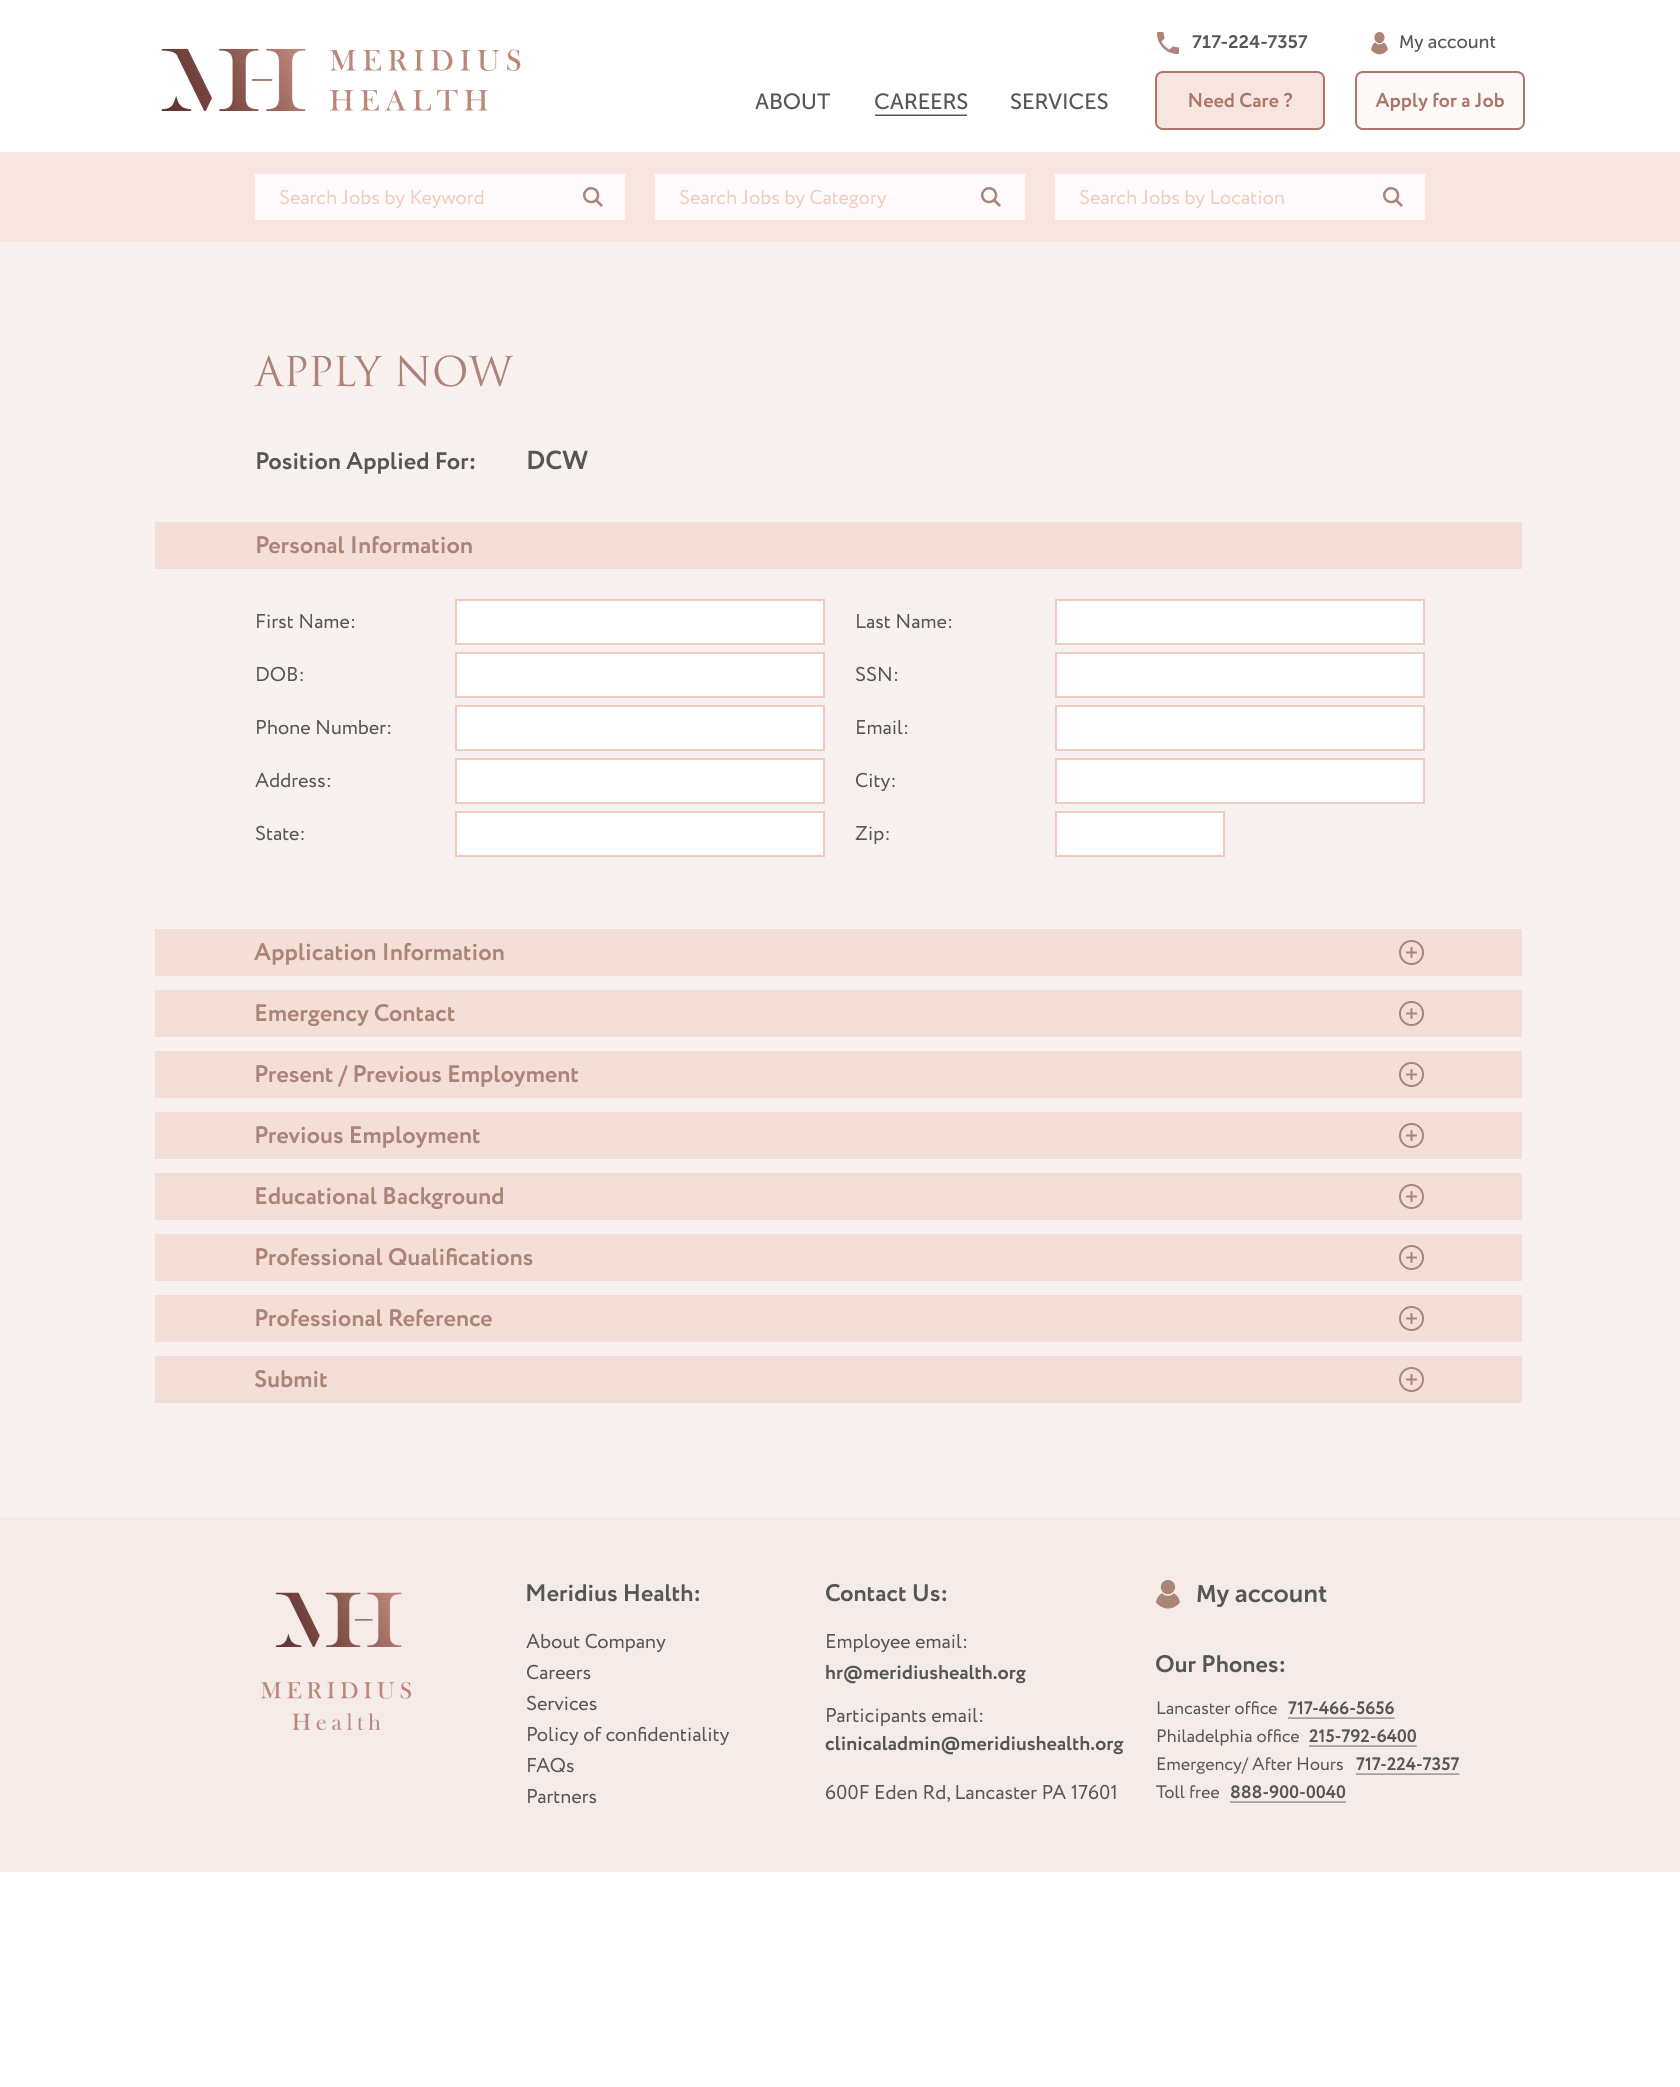 MERIDIUS
HEALTH
717-224-7357
My account
ABOUT
CAREERS
SERVICES
Need Care ?
Apply for a Job
Search Jobs by Keyword
Search Jobs by Category
Search Jobs by Location
APPLY NOW
Position Applied For: DCW
Personal Information
First Name:
Last Name:
DOB:
SSN:
Phone Number:
Email:
Address:
City:
State:
Zip:
Application Information
Emergency Contact
Present / Previous Employment
Previous Employment
Educational Background
Professional Qualifications
Professional Reference
Submit
MH
MERIDIUS
Health
Meridius Health:
About Company
Careers
Services
Policy of confidentiality
FAQs
Partners
Contact Us:
Employee email:
hr@meridiushealth.org
Participants email:
clinicaladmin@meridiushealth.org
600F Eden Rd, Lancaster PA 17601
My account
Our Phones:
Lancaster office 717-466-5656
Philadelphia office 215-792-6400
Emergency/ After Hours 717-224-7357
Toll free 888-900-0040